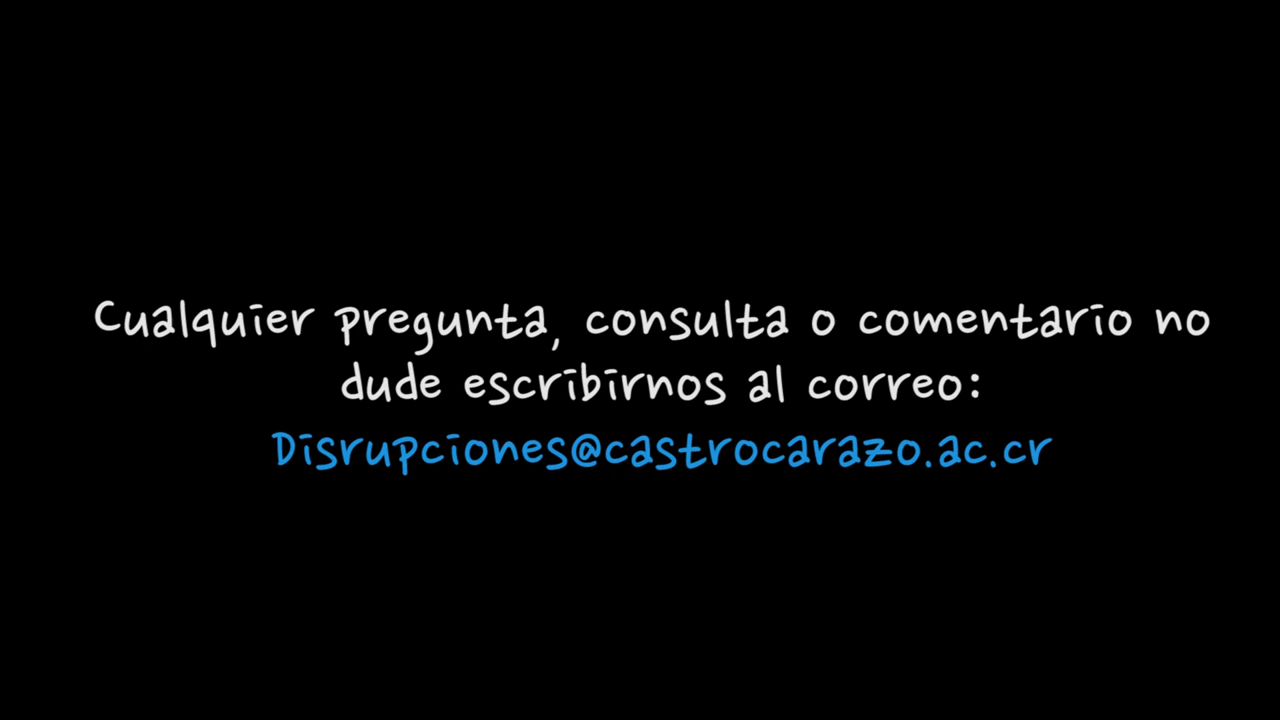 Cualquier pregunta, consulta o comentario no
dude escribirnos al correo:
Disrupciones@castrocarazo.ac.cr